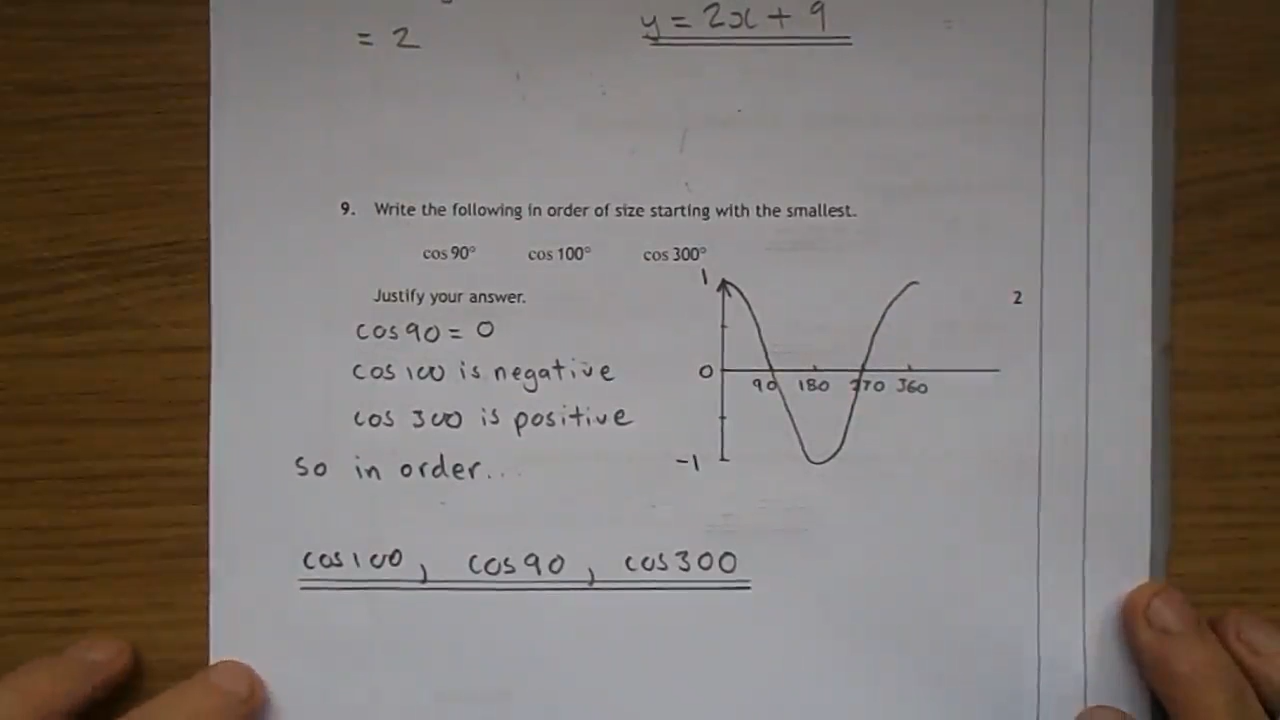 = 2
y = 2x + 9
9. Write the following in order of size starting with the smallest.
cos 90° cos 100° cos 300°
Justify your answer.
2
cos 90 = 0
cos 100 is negative
cos 300 is positive
so in order...
1
0
90 180 270 360
-1
cos 100, cos 90, cos 300